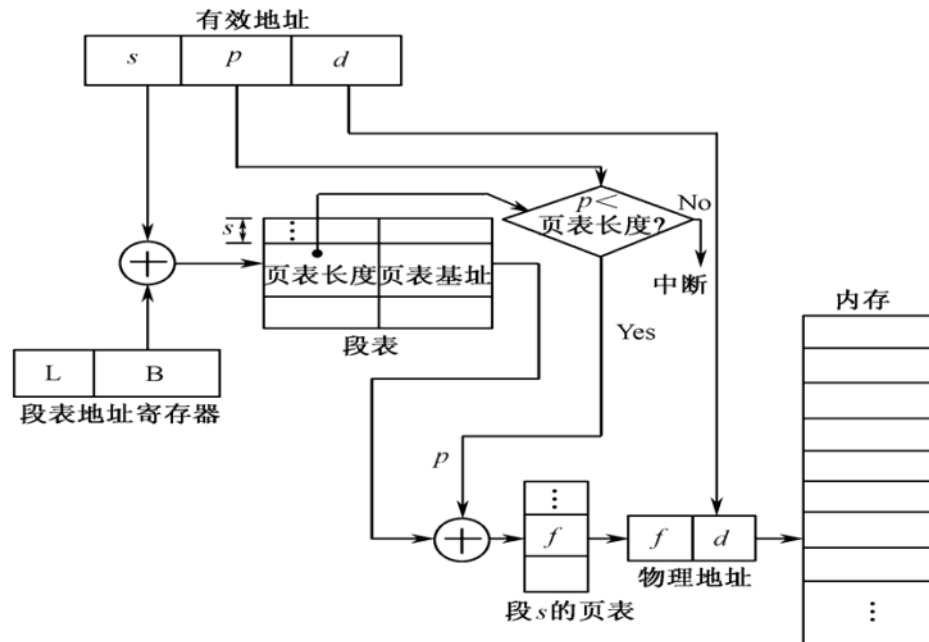 有效地址
s p d
p<
页表长度?
No
中断
s
⋮
页表长度 页表基址
段表
L B
段表地址寄存器
Yes
内存
p
⋮
f
段s的页表
f d
物理地址
⋮